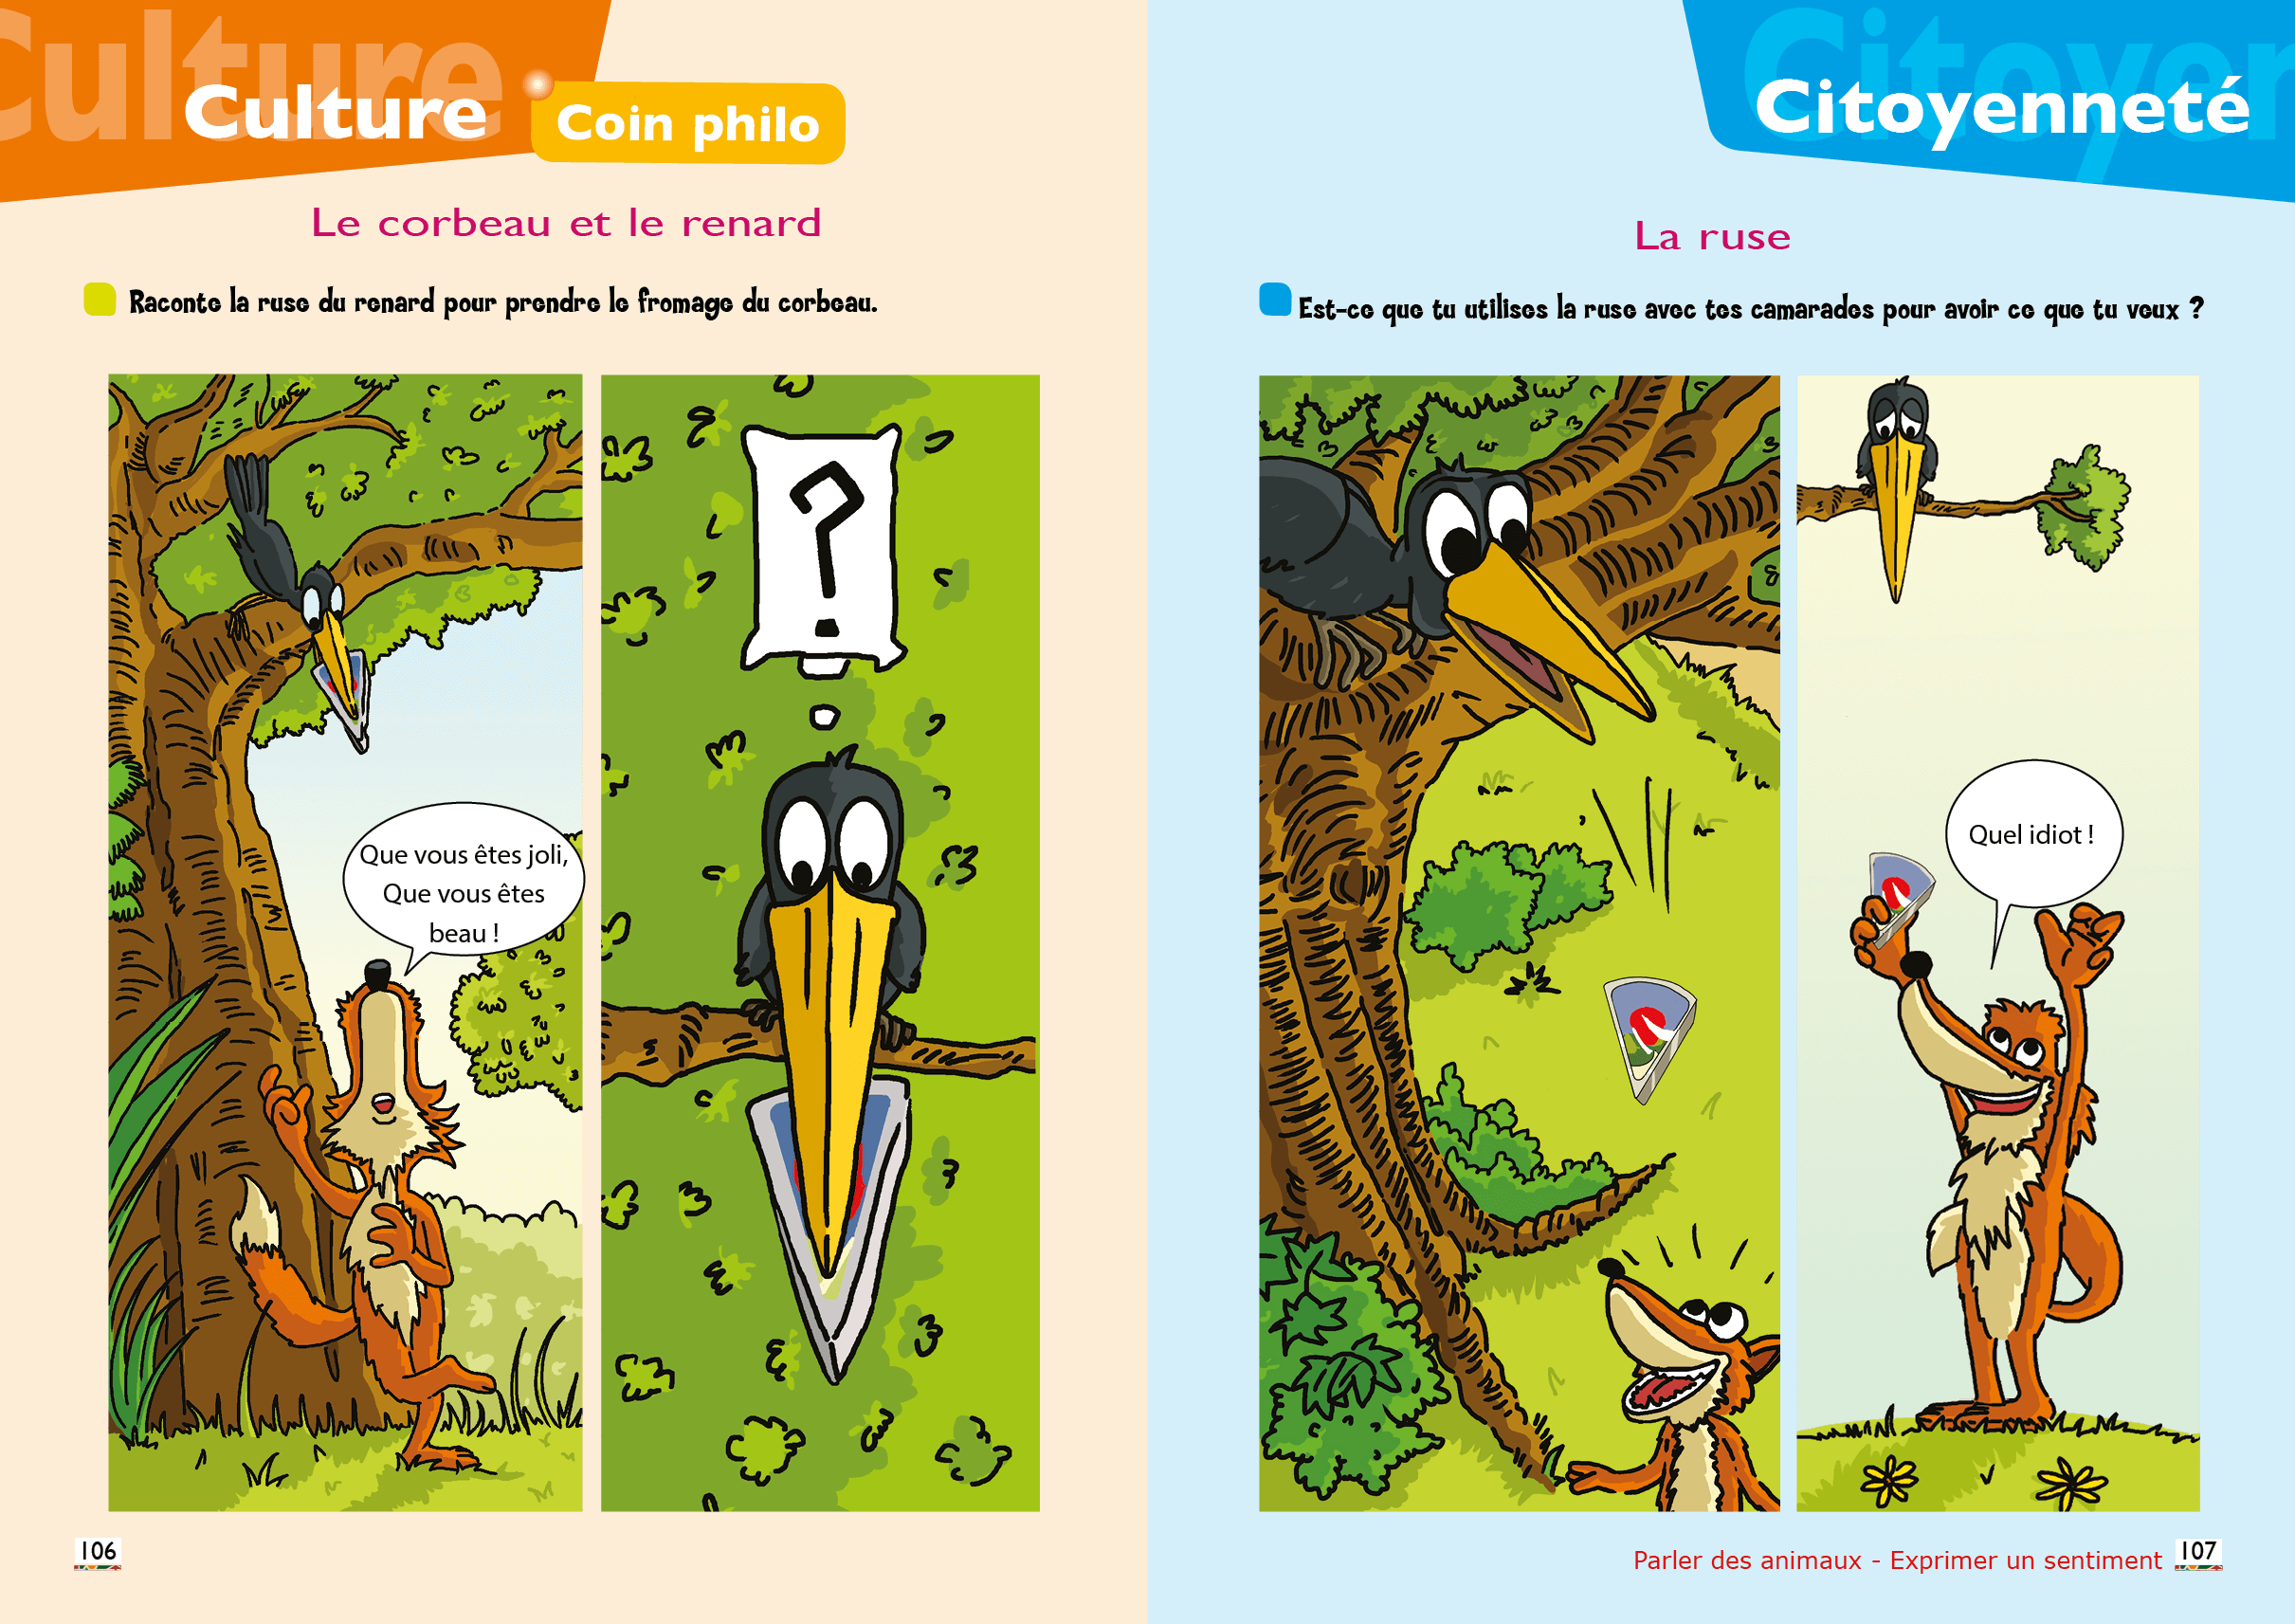 Culture
Culture
Coin philo
Le corbeau et le renard
Raconte la ruse du renard pour prendre le fromage du corbeau.
?
Que vous êtes joli,
Que vous êtes
beau !
106
Citoyen
Citoyenneté
La ruse
Est-ce que tu utilises la ruse avec tes camarades pour avoir ce que tu veux ?
Quel idiot !
Parler des animaux - Exprimer un sentiment
107